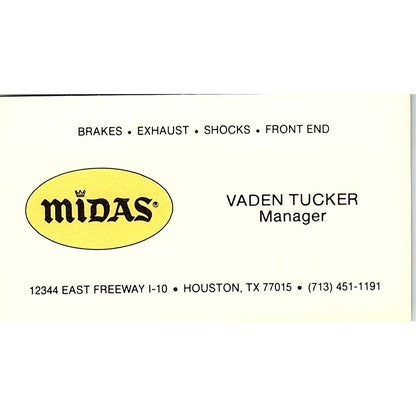 BRAKES • EXHAUST • SHOCKS • FRONT END
MIDAS®
VADEN TUCKER
Manager
12344 EAST FREEWAY I-10 • HOUSTON, TX 77015 • (713) 451-1191